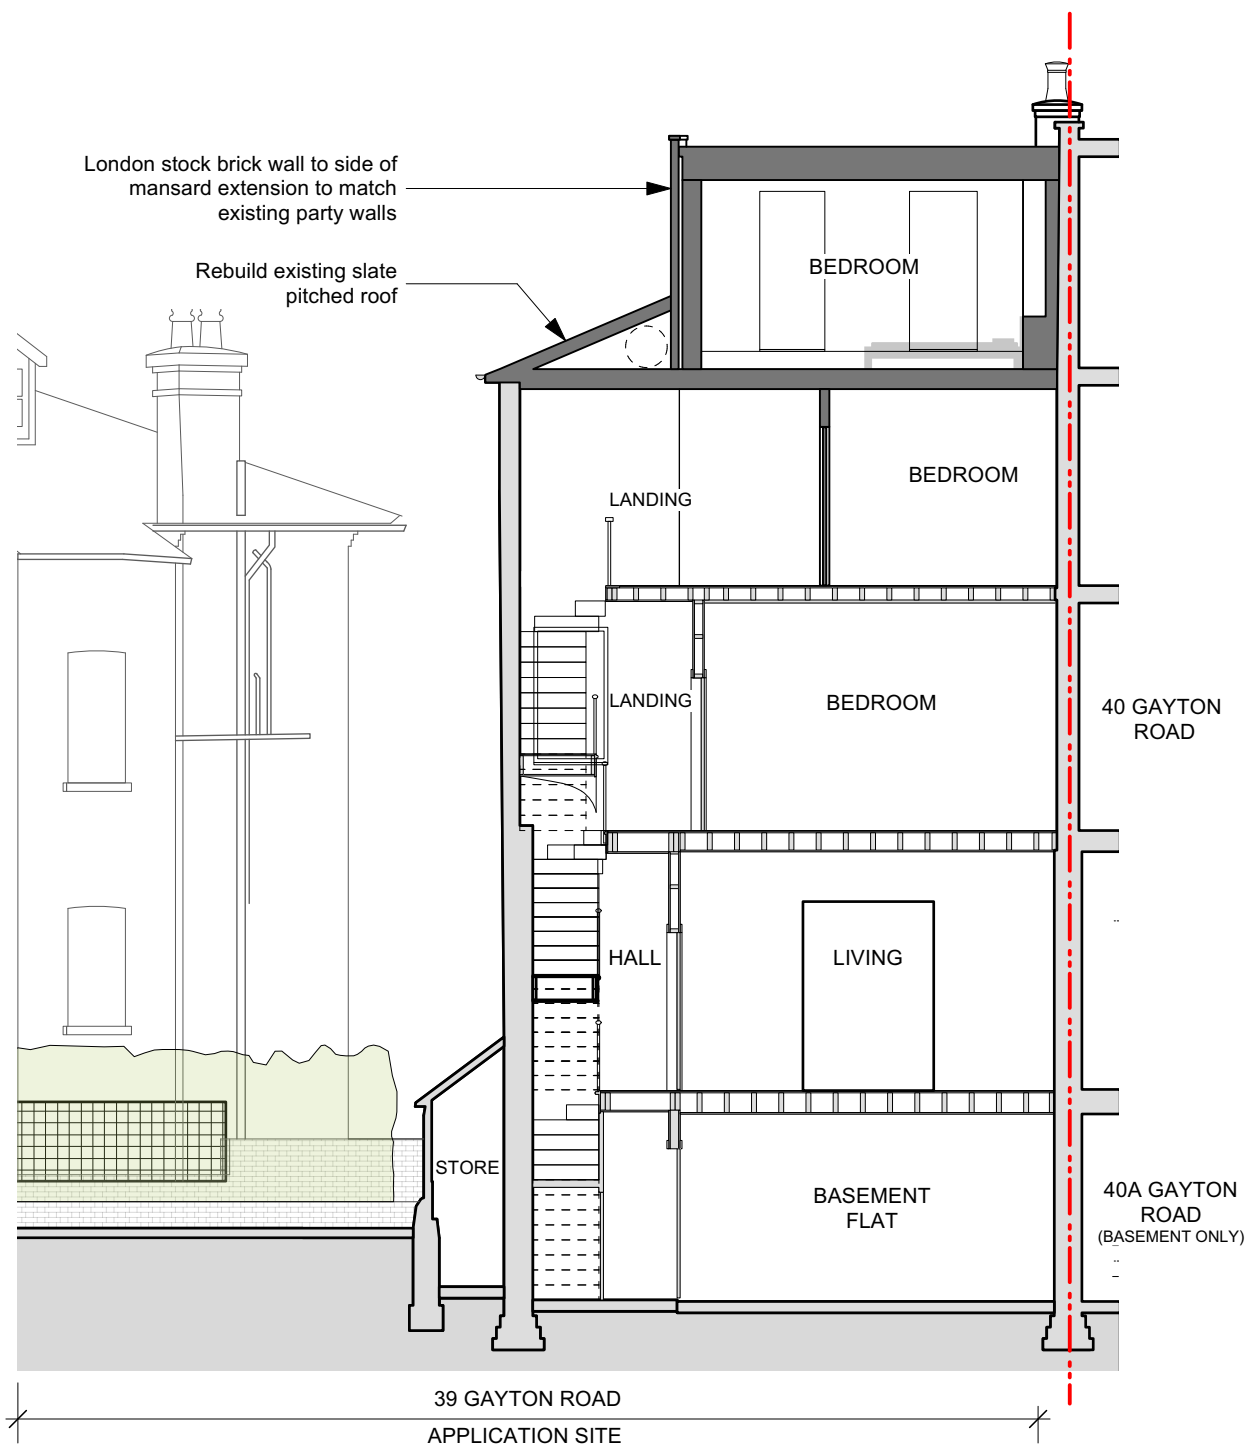 London stock brick wall to side of
mansard extension to match
existing party walls
Rebuild existing slate
pitched roof
BEDROOM
BEDROOM
LANDING
LANDING
BEDROOM
40 GAYTON
ROAD
HALL
LIVING
STORE
BASEMENT
FLAT
40A GAYTON
ROAD
(BASEMENT ONLY)
39 GAYTON ROAD
APPLICATION SITE